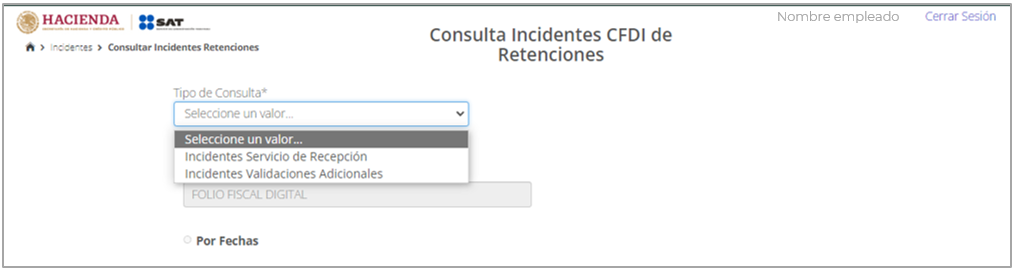 HACIENDA
SAT
Nombre empleado
Cerrar Sesión
> Incidentes > Consultar Incidentes Retenciones
Consulta Incidentes CFDI de
Retenciones
Tipo de Consulta*
Seleccione un valor...
Seleccione un valor...
Incidentes Servicio de Recepción
Incidentes Validaciones Adicionales
FOLIO FISCAL DIGITAL
Por Fechas